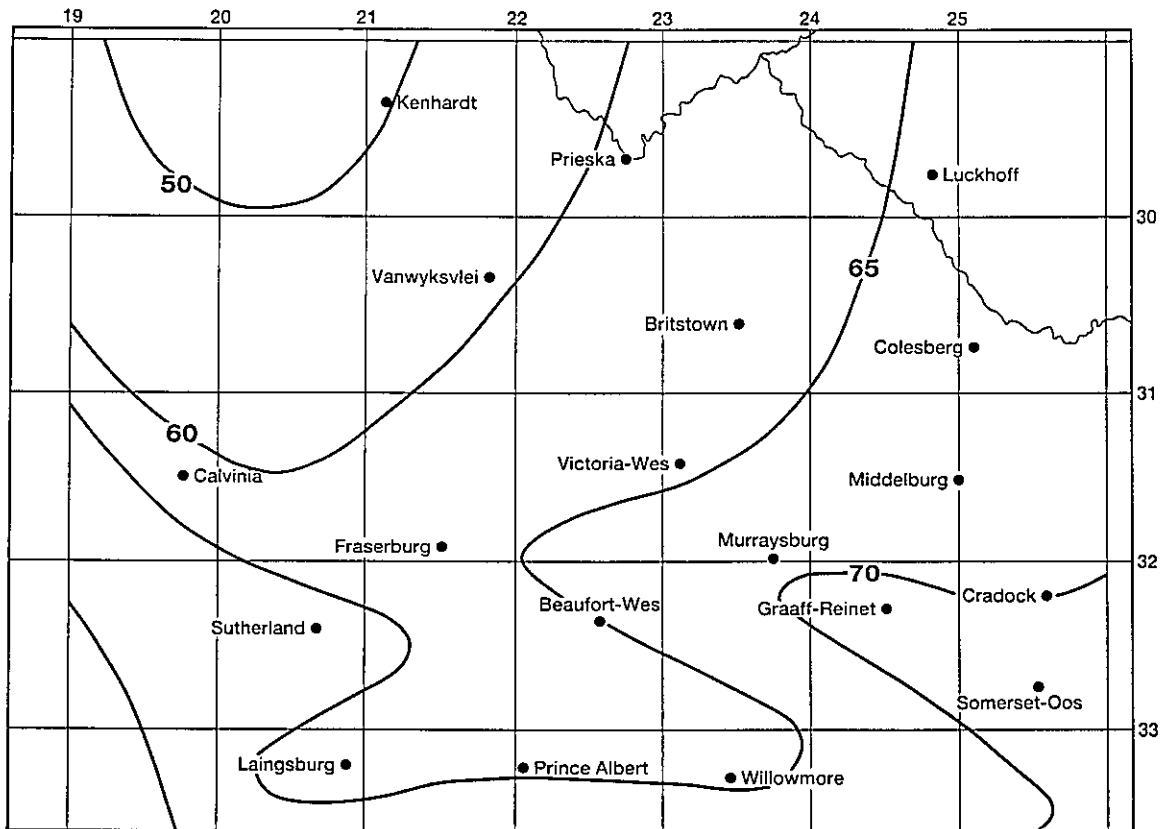 19 20 21 22 23 24 25
Kenhardt
Prieska
50
Luckhoff
30
Vanwyksvlei
65
Britstown
Colesberg
31
60
Calvinia
Victoria-Wes
Middelburg
Fraserburg
Murraysburg
32
70
Beaufort-Wes
Graaff-Reinet
Cradock
Sutherland
Somerset-Oos
33
Laingsburg
Prince Albert
Willowmore